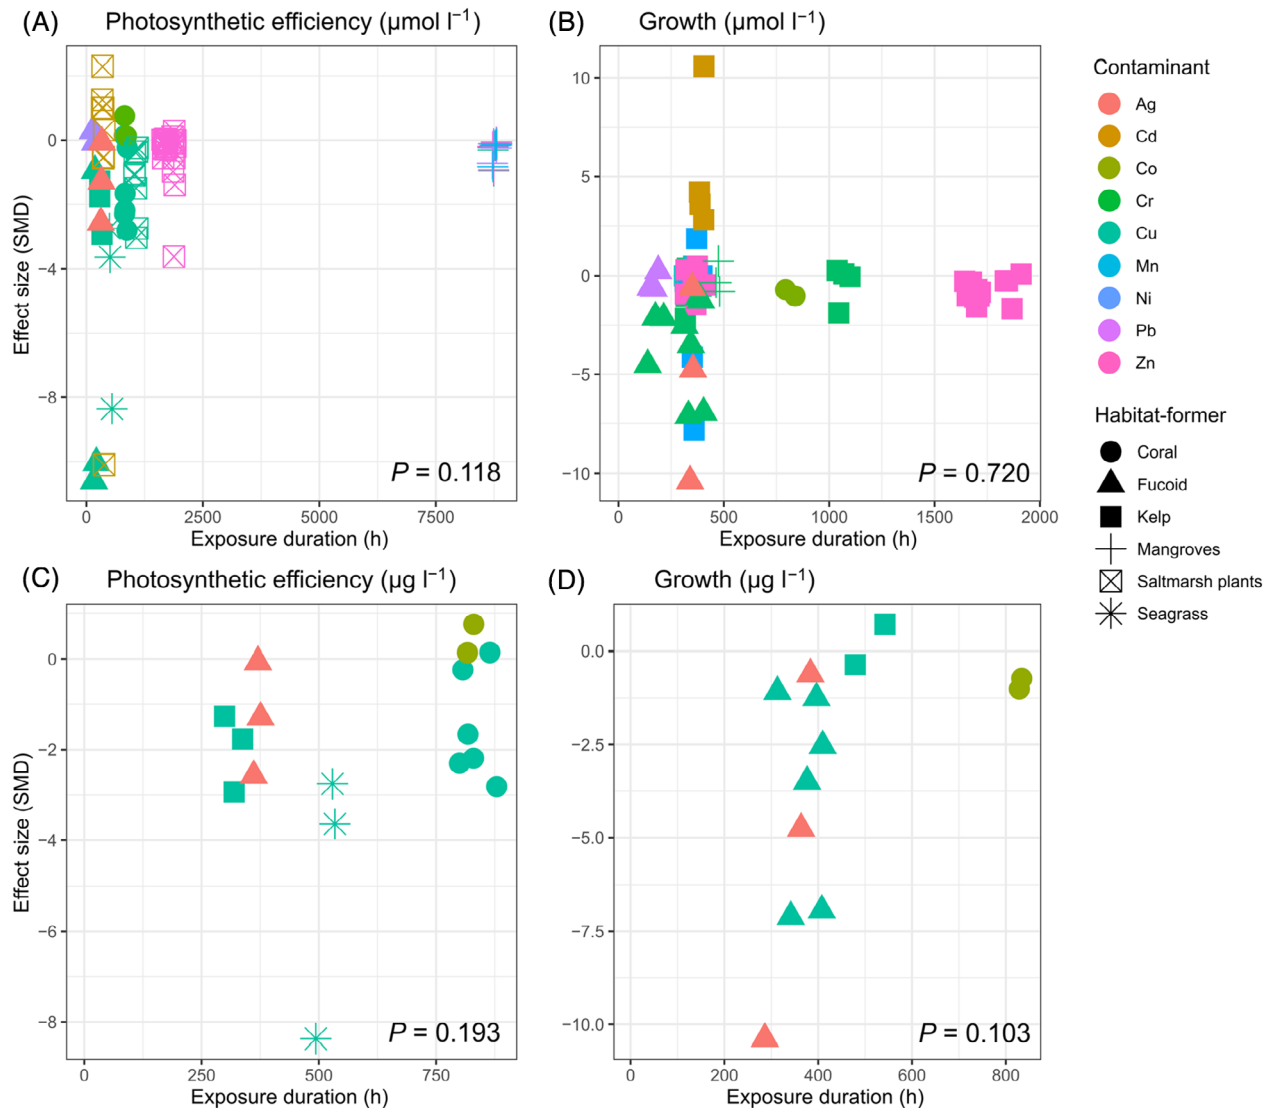 (A) Photosynthetic efficiency (µmol l⁻¹)
(B) Growth (µmol l⁻¹)
Effect size (SMD)
0
−4
−8
P = 0.118
0 2500 5000 7500
Exposure duration (h)
10
5
0
−5
−10
P = 0.720
0 500 1000 1500 2000
Exposure duration (h)
Contaminant
Ag
Cd
Co
Cr
Cu
Mn
Ni
Pb
Zn
Habitat-former
Coral
Fucoid
Kelp
Mangroves
Saltmarsh plants
Seagrass
(C) Photosynthetic efficiency (µg l⁻¹)
(D) Growth (µg l⁻¹)
Effect size (SMD)
0
−2
−4
−6
−8
P = 0.193
0 250 500 750
Exposure duration (h)
0.0
−2.5
−5.0
−7.5
−10.0
P = 0.103
0 200 400 600 800
Exposure duration (h)